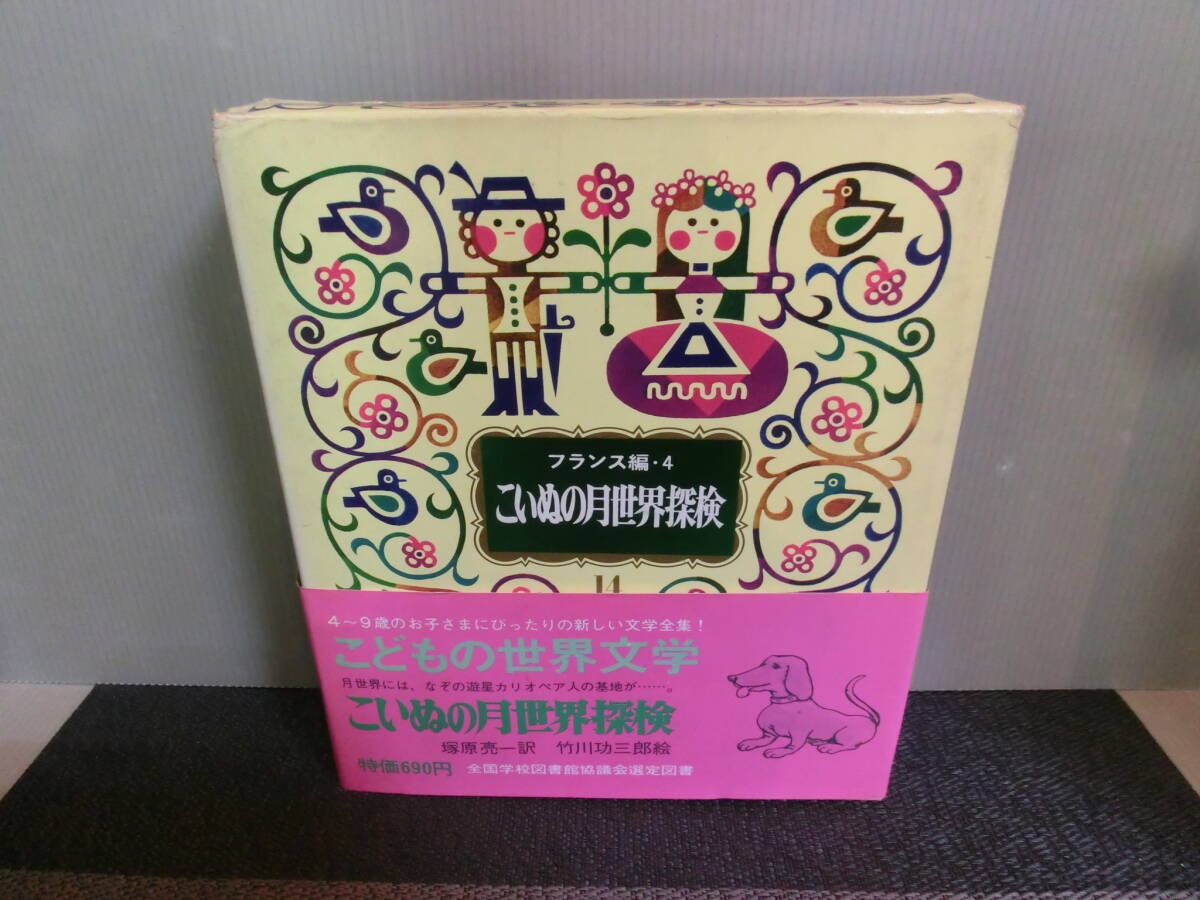 フランス編・4
こいぬの月世界探検
14
4〜9歳のお子さまにぴったりの新しい文学全集!
こどもの世界文学
月世界には、なぞの遊星カリオペア人の基地が……。
こいぬの月世界探検
塚原亮一訳 竹川功三郎絵
特価690円 全国学校図書館協議会選定図書